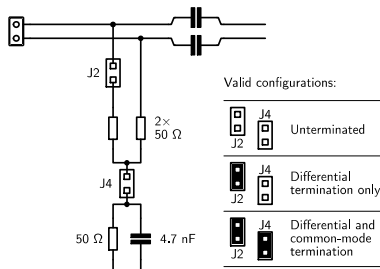 J2
2×
50 Ω
J4
50 Ω
4.7 nF
Valid configurations:
J4
J2
Unterminated
J4
J2
Differential
termination only
J4
J2
Differential and
common-mode
termination